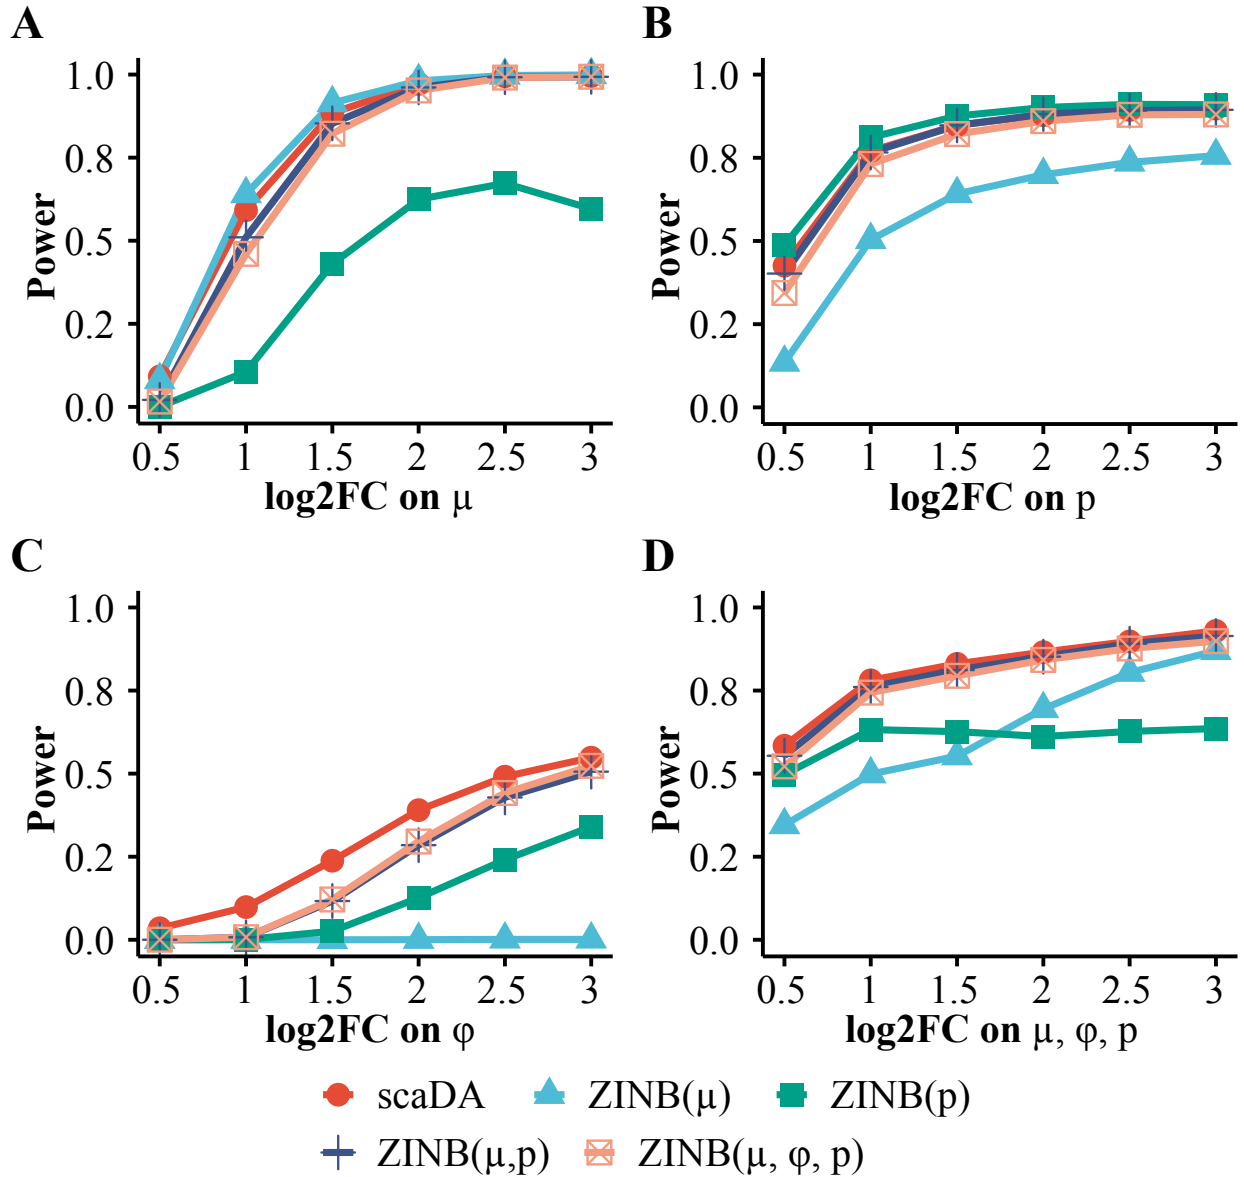 A
B
1.0
0.8
0.5
0.2
0.0
Power
0.5 1 1.5 2 2.5 3
log2FC on μ
1.0
0.8
0.5
0.2
0.0
Power
0.5 1 1.5 2 2.5 3
log2FC on p
C
D
1.0
0.8
0.5
0.2
0.0
Power
0.5 1 1.5 2 2.5 3
log2FC on φ
1.0
0.8
0.5
0.2
0.0
Power
0.5 1 1.5 2 2.5 3
log2FC on μ, φ, p
scaDA ZINB(μ) ZINB(p)
ZINB(μ,p) ZINB(μ, φ, p)